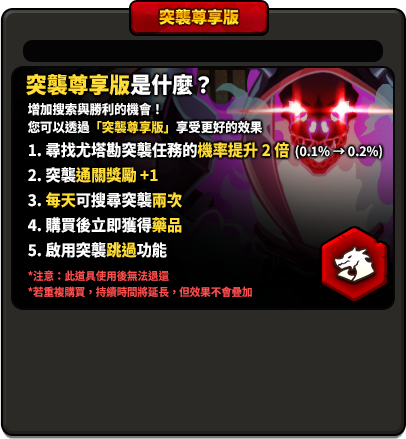 突襲尊享版
突襲尊享版是什麼？
增加搜索與勝利的機會！
您可以透過「突襲尊享版」享受更好的效果
1. 尋找尤塔勘突襲任務的機率提升 2 倍 (0.1% → 0.2%)
2. 突襲通關獎勵 +1
3. 每天可搜尋突襲兩次
4. 購買後立即獲得藥品
5. 啟用突襲跳過功能
*注意：此道具使用後無法退還
*若重複購買，持續時間將延長，但效果不會疊加